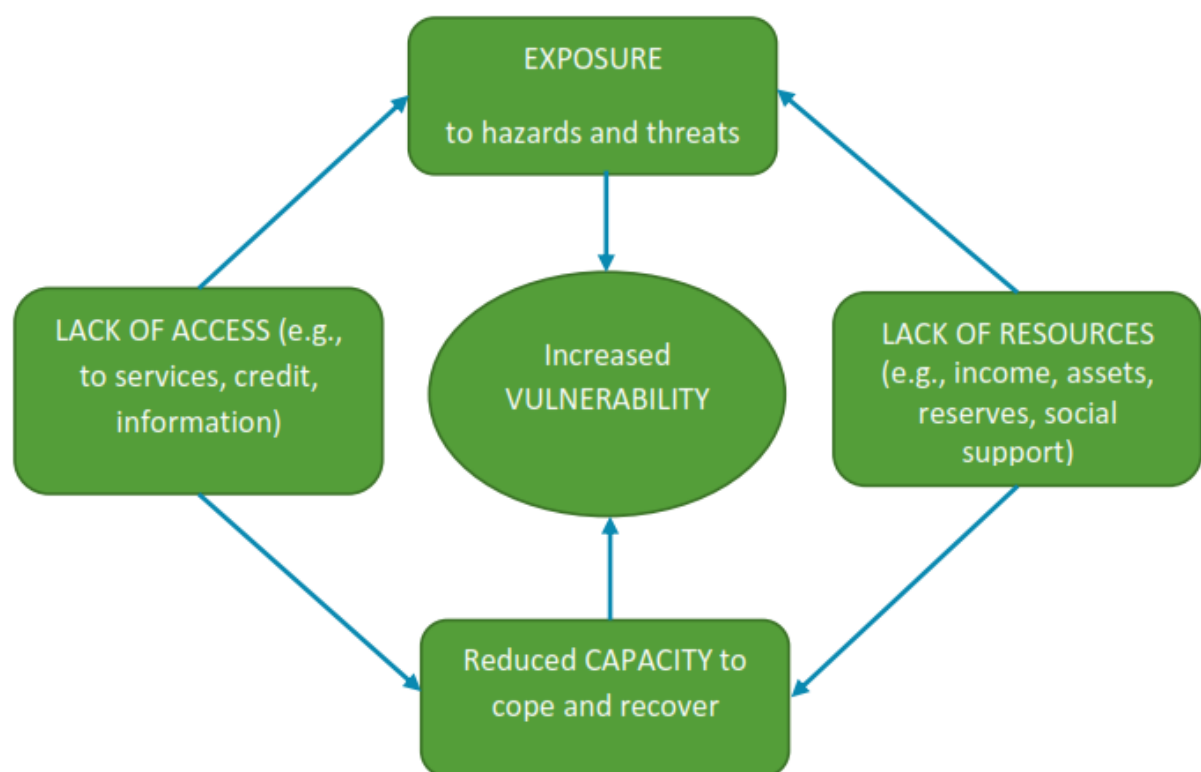 EXPOSURE
to hazards and threats
LACK OF ACCESS (e.g.,
to services, credit,
information)
Increased
VULNERABILITY
LACK OF RESOURCES
(e.g., income, assets,
reserves, social
support)
Reduced CAPACITY to
cope and recover